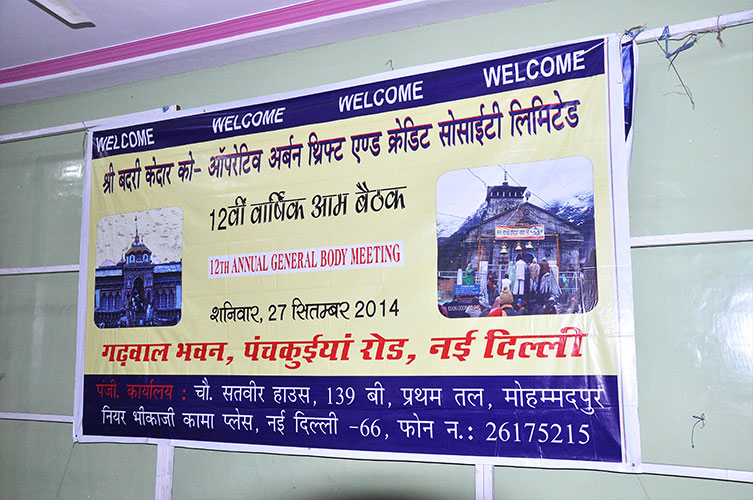 WELCOME WELCOME WELCOME WELCOME
श्री बदरी केदार को- ऑपरेटिव अर्बन थ्रिफ्ट एण्ड क्रेडिट सोसाईटी लिमिटेड
12वीं वार्षिक आम बैठक
12TH ANNUAL GENERAL BODY MEETING
शनिवार, 27 सितम्बर 2014
गढ़वाल भवन, पंचकुईयां रोड, नई दिल्ली
पंजी. कार्यालय : चौ. सतवीर हाउस, 139 बी, प्रथम तल, मोहम्मदपुर
नियर भीकाजी कामा प्लेस, नई दिल्ली -66, फोन न.: 26175215